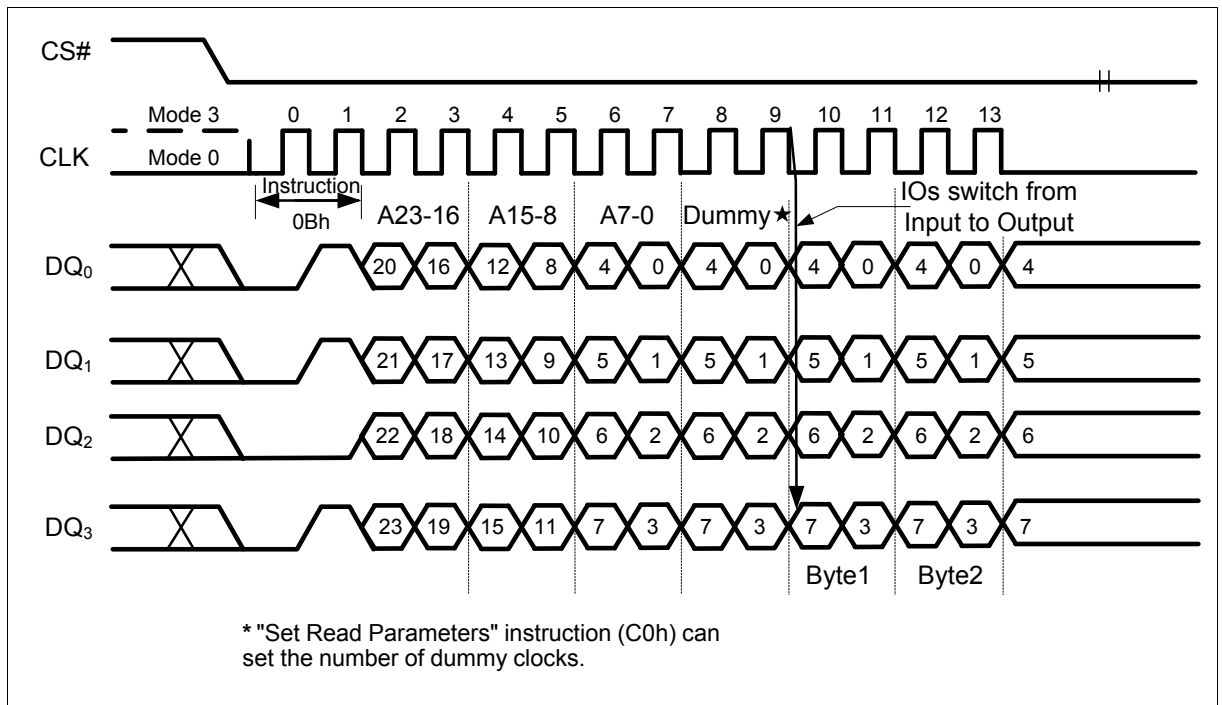 CS#
Mode 3 0 1 2 3 4 5 6 7 8 9 10 11 12 13
CLK Mode 0
Instruction IOs switch from
0Bh A23-16 A15-8 A7-0 Dummy★ Input to Output
DQ0 20 16 12 8 4 0 4 0 4 0 4 0 4
DQ1 21 17 13 9 5 1 5 1 5 1 5 1 5
DQ2 22 18 14 10 6 2 6 2 6 2 6 2 6
DQ3 23 19 15 11 7 3 7 3 7 3 7 3 7
Byte1 Byte2
* "Set Read Parameters" instruction (C0h) can
set the number of dummy clocks.